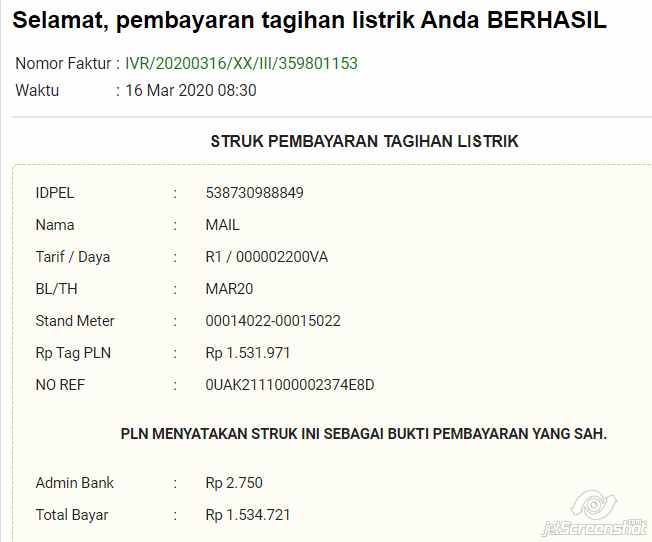 Selamat, pembayaran tagihan listrik Anda BERHASIL
Nomor Faktur : IVR/20200316/XX/III/359801153
Waktu : 16 Mar 2020 08:30
STRUK PEMBAYARAN TAGIHAN LISTRIK
IDPEL : 538730988849
Nama : MAIL
Tarif / Daya : R1 / 000002200VA
BL/TH : MAR20
Stand Meter : 00014022-00015022
Rp Tag PLN : Rp 1.531.971
NO REF : 0UAK2111000002374E8D
PLN MENYATAKAN STRUK INI SEBAGAI BUKTI PEMBAYARAN YANG SAH.
Admin Bank : Rp 2.750
Total Bayar : Rp 1.534.721
jetScreenshot.com